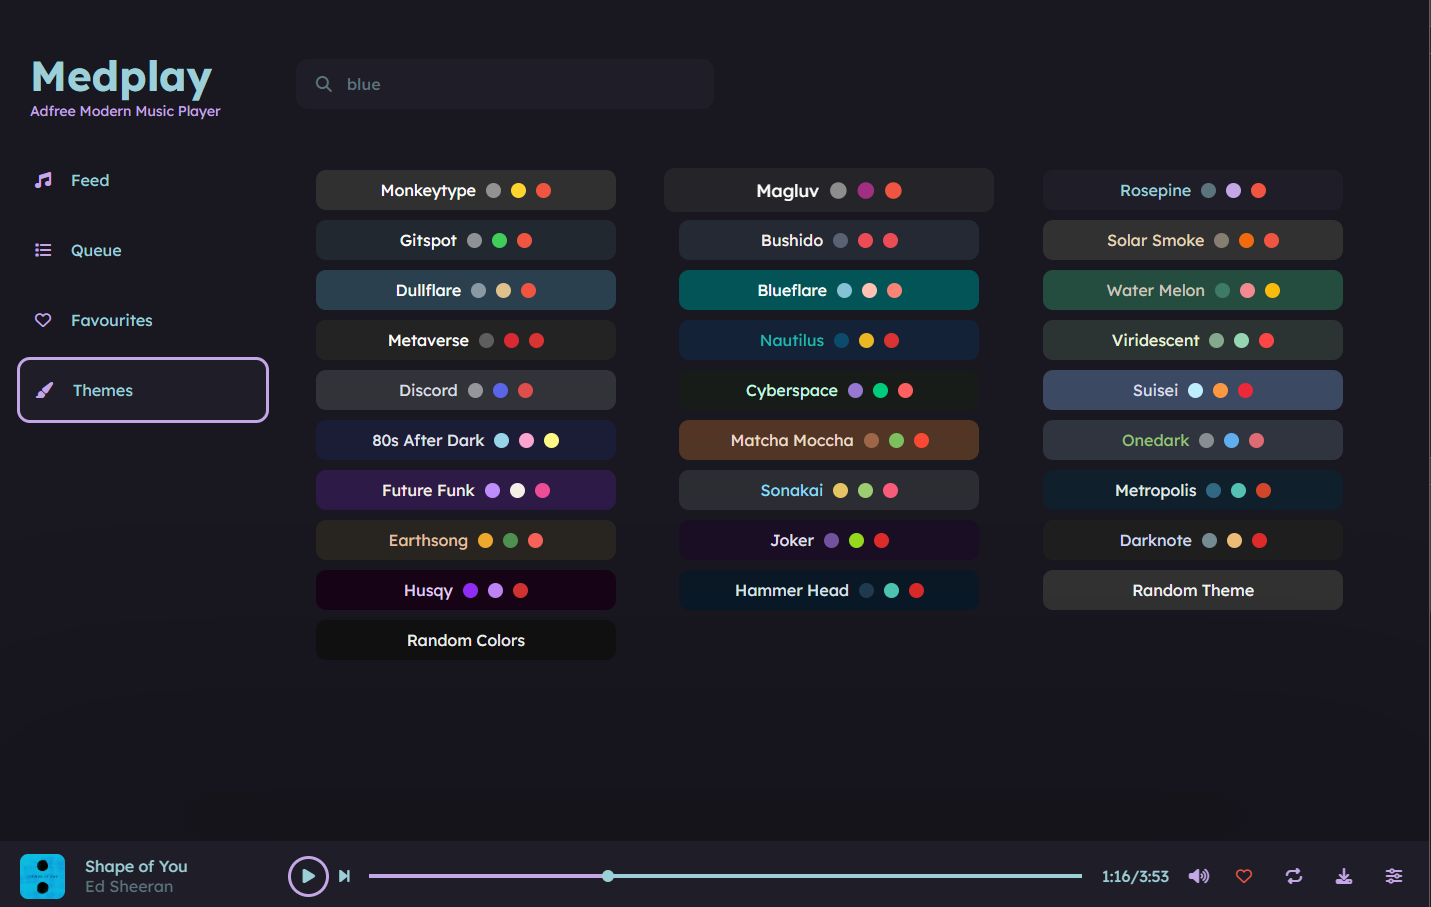 Medplay
Adfree Modern Music Player
blue
Feed
Queue
Favourites
Themes
Monkeytype
Magluv
Rosepine
Gitspot
Bushido
Solar Smoke
Dullflare
Blueflare
Water Melon
Metaverse
Nautilus
Viridescent
Discord
Cyberspace
Suisei
80s After Dark
Matcha Moccha
Onedark
Future Funk
Sonakai
Metropolis
Earthsong
Joker
Darknote
Husqy
Hammer Head
Random Theme
Random Colors
Shape of You
Ed Sheeran
1:16/3:53